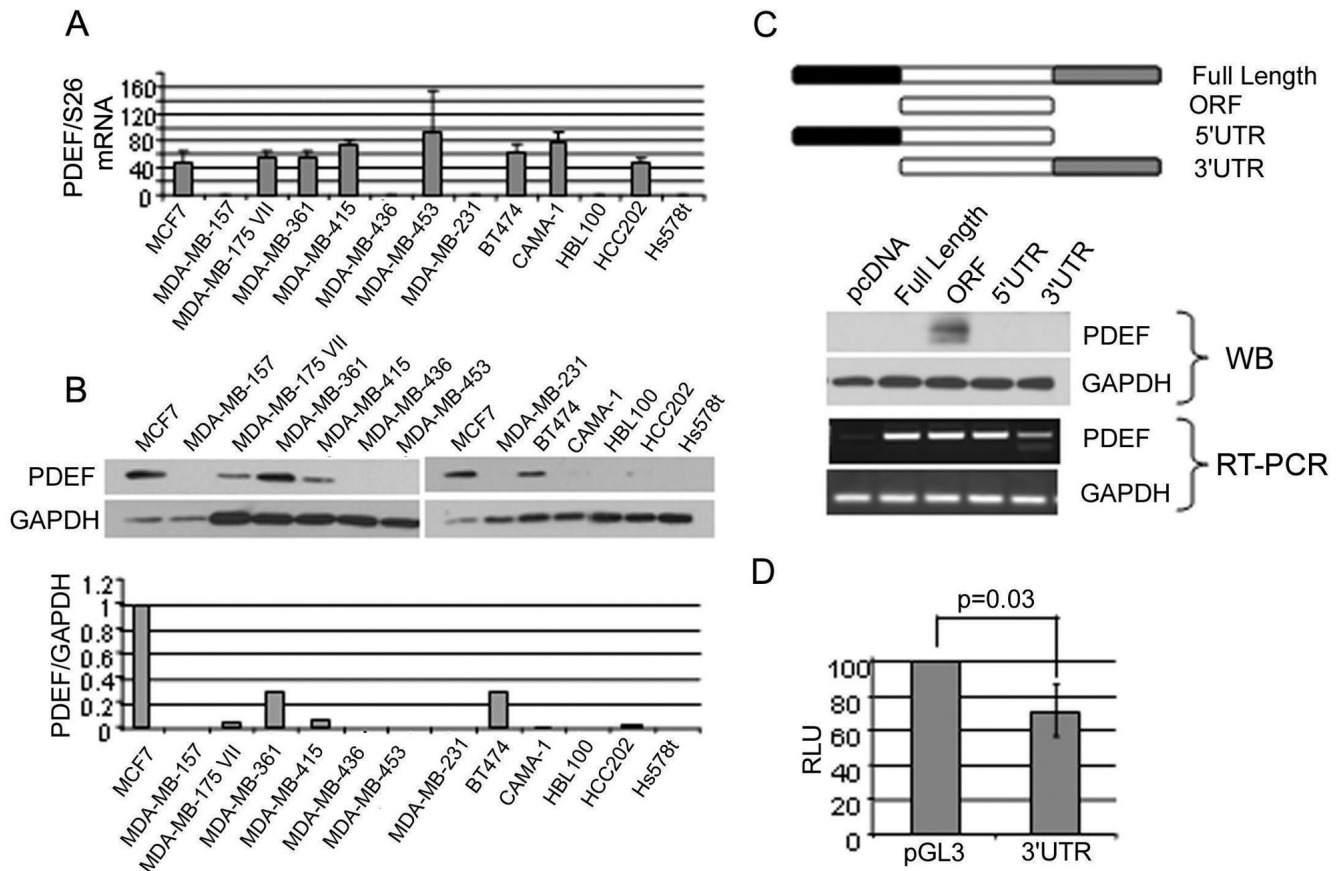 A
PDEF/S26
mRNA
160
120
80
40
0
MCF7
MDA-MB-157
MDA-MB-175 VII
MDA-MB-361
MDA-MB-415
MDA-MB-436
MDA-MB-453
MDA-MB-231
BT474
CAMA-1
HBL100
HCC202
Hs578t
B
MCF7
MDA-MB-157
MDA-MB-175 VII
MDA-MB-361
MDA-MB-415
MDA-MB-436
MDA-MB-453
MCF7
MDA-MB-231
BT474
CAMA-1
HBL100
HCC202
Hs578t
PDEF
GAPDH
PDEF/GAPDH
1.2
1
0.8
0.6
0.4
0.2
0
MCF7
MDA-MB-157
MDA-MB-175 VII
MDA-MB-361
MDA-MB-415
MDA-MB-436
MDA-MB-453
MDA-MB-231
BT474
CAMA-1
HBL100
HCC202
Hs578t
C
Full Length
ORF
5'UTR
3'UTR
pcDNA
Full Length
ORF
5'UTR
3'UTR
PDEF
GAPDH
WB
PDEF
GAPDH
RT-PCR
D
p=0.03
RLU
100
80
60
40
20
0
pGL3
3'UTR